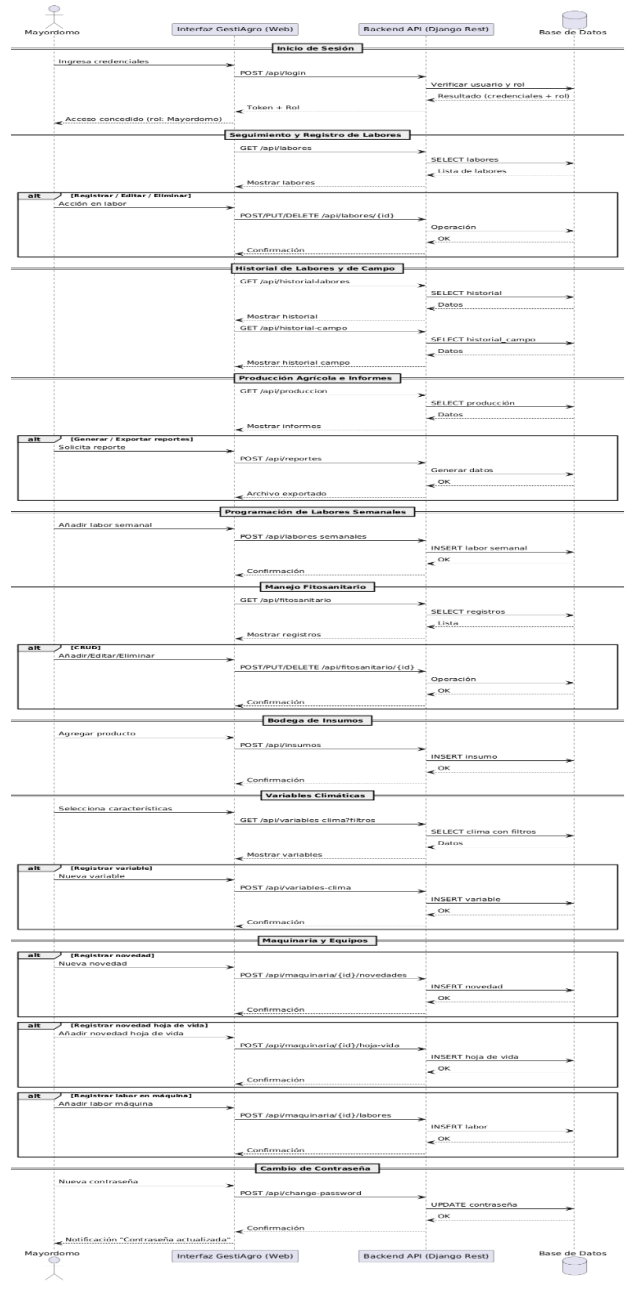 Mayordomo
Interfaz GestiAgro (Web)
Backend API (Django Rest)
Base de Datos
Inicio de Sesión
Ingresa credenciales
POST /api/login
Verificar usuario y rol
Resultado (credenciales + rol)
Token + Rol
Acceso concedido (rol: Mayordomo)
Seguimiento y Registro de Labores
GET /api/labores
SELECT labores
Lista de labores
Mostrar labores
alt [Registrar / Editar / Eliminar]
Acción en labor
POST/PUT/DELETE /api/labores/{id}
Operación
OK
Confirmación
Historial de Labores y de Campo
GET /api/historial-labores
SELECT historial
Datos
Mostrar historial
GET /api/historial-campo
SELECT historial_campo
Datos
Mostrar historial campo
Producción Agrícola e Informes
GET /api/produccion
SELECT producción
Datos
Mostrar informes
alt [Generar / Exportar reportes]
Solicita reporte
POST /api/reportes
Generar datos
OK
Archivo exportado
Programación de Labores Semanales
Añadir labor semanal
POST /api/labores semanales
INSERT labor semanal
OK
Confirmación
Manejo Fitosanitario
GET /api/fitosanitario
SELECT registros
Lista
Mostrar registros
alt [CRUD]
Añadir/Editar/Eliminar
POST/PUT/DELETE /api/fitosanitario/{id}
Operación
OK
Confirmación
Bodega de Insumos
Agregar producto
POST /api/insumos
INSERT insumo
OK
Confirmación
Variables Climáticas
Selecciona características
GET /api/variables clima?filtros
SELECT clima con filtros
Datos
Mostrar variables
alt [Registrar variable]
Nueva variable
POST /api/variables-clima
INSERT variable
OK
Confirmación
Maquinaria y Equipos
alt [Registrar novedad]
Nueva novedad
POST /api/maquinaria/{id}/novedades
INSERT novedad
OK
Confirmación
alt [Registrar novedad hoja de vida]
Añadir novedad hoja de vida
POST /api/maquinaria/{id}/hoja-vida
INSERT hoja de vida
OK
Confirmación
alt [Registrar labor en máquina]
Añadir labor máquina
POST /api/maquinaria/{id}/labores
INSERT labor
OK
Confirmación
Cambio de Contraseña
Nueva contraseña
POST /api/change-password
UPDATE contraseña
OK
Confirmación
Notificación "Contraseña actualizada"
Mayordomo
Interfaz GestiAgro (Web)
Backend API (Django Rest)
Base de Datos